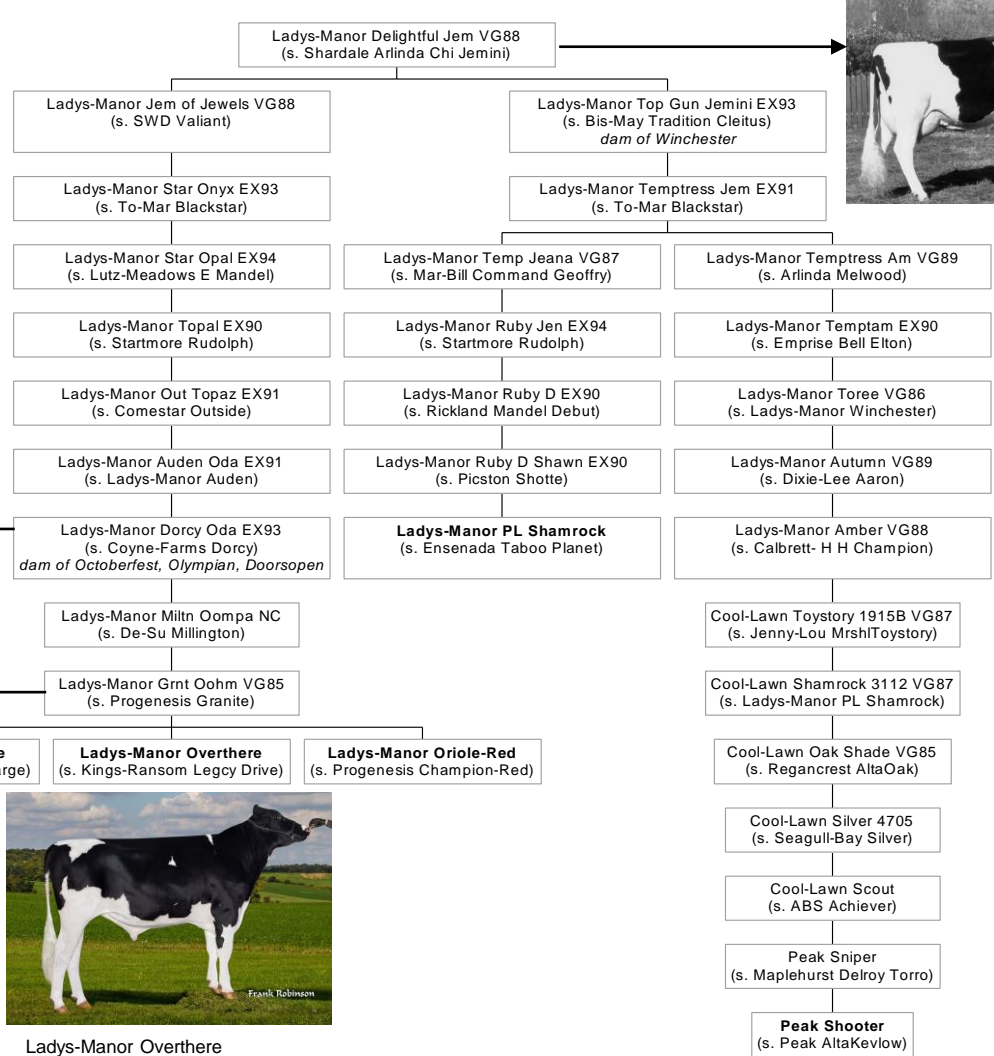 Ladys-Manor Delightful Jem VG88
(s. Shardale Arlinda Chi Jemini)
Ladys-Manor Jem of Jewels VG88
(s. SWD Valiant)
Ladys-Manor Top Gun Jemini EX93
(s. Bis-May Tradition Cleitus)
dam of Winchester
Ladys-Manor Star Onyx EX93
(s. To-Mar Blackstar)
Ladys-Manor Temptress Jem EX91
(s. To-Mar Blackstar)
Ladys-Manor Star Opal EX94
(s. Lutz-Meadows E Mandel)
Ladys-Manor Temp Jeana VG87
(s. Mar-Bill Command Geoffry)
Ladys-Manor Temptress Am VG89
(s. Arlinda Melwood)
Ladys-Manor Topal EX90
(s. Startmore Rudolph)
Ladys-Manor Ruby Jen EX94
(s. Startmore Rudolph)
Ladys-Manor Temptam EX90
(s. Emprise Bell Elton)
Ladys-Manor Out Topaz EX91
(s. Comestar Outside)
Ladys-Manor Ruby D EX90
(s. Rickland Mandel Debut)
Ladys-Manor Toree VG86
(s. Ladys-Manor Winchester)
Ladys-Manor Auden Oda EX91
(s. Ladys-Manor Auden)
Ladys-Manor Ruby D Shawn EX90
(s. Picston Shotte)
Ladys-Manor Autumn VG89
(s. Dixie-Lee Aaron)
Ladys-Manor Dorcy Oda EX93
(s. Coyne-Farms Dorcy)
dam of Octoberfest, Olympian, Doorsopen
Ladys-Manor PL Shamrock
(s. Ensenada Taboo Planet)
Ladys-Manor Amber VG88
(s. Calbrett- H H Champion)
Ladys-Manor Miltn Oompa NC
(s. De-Su Millington)
Cool-Lawn Toystory 1915B VG87
(s. Jenny-Lou MrshlToystory)
Ladys-Manor Grnt Oohm VG85
(s. Progenesis Granite)
Cool-Lawn Shamrock 3112 VG87
(s. Ladys-Manor PL Shamrock)
e
arge)
Ladys-Manor Overthere
(s. Kings-Ransom Legcy Drive)
Ladys-Manor Oriole-Red
(s. Progenesis Champion-Red)
Cool-Lawn Oak Shade VG85
(s. Regancrest AltaOak)
Cool-Lawn Silver 4705
(s. Seagull-Bay Silver)
Cool-Lawn Scout
(s. ABS Achiever)
Peak Sniper
(s. Maplehurst Delroy Torro)
Peak Shooter
(s. Peak AltaKevlow)
Frank Robinson
Ladys-Manor Overthere